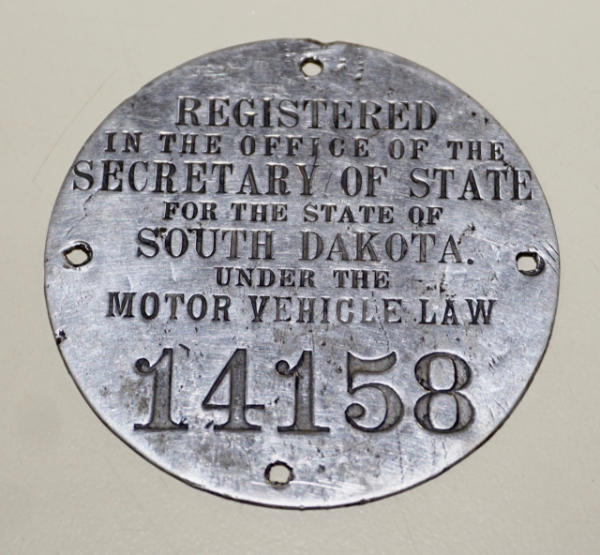 REGISTERED
IN THE OFFICE OF THE
SECRETARY OF STATE
FOR THE STATE OF
SOUTH DAKOTA.
UNDER THE
MOTOR VEHICLE LAW
14158